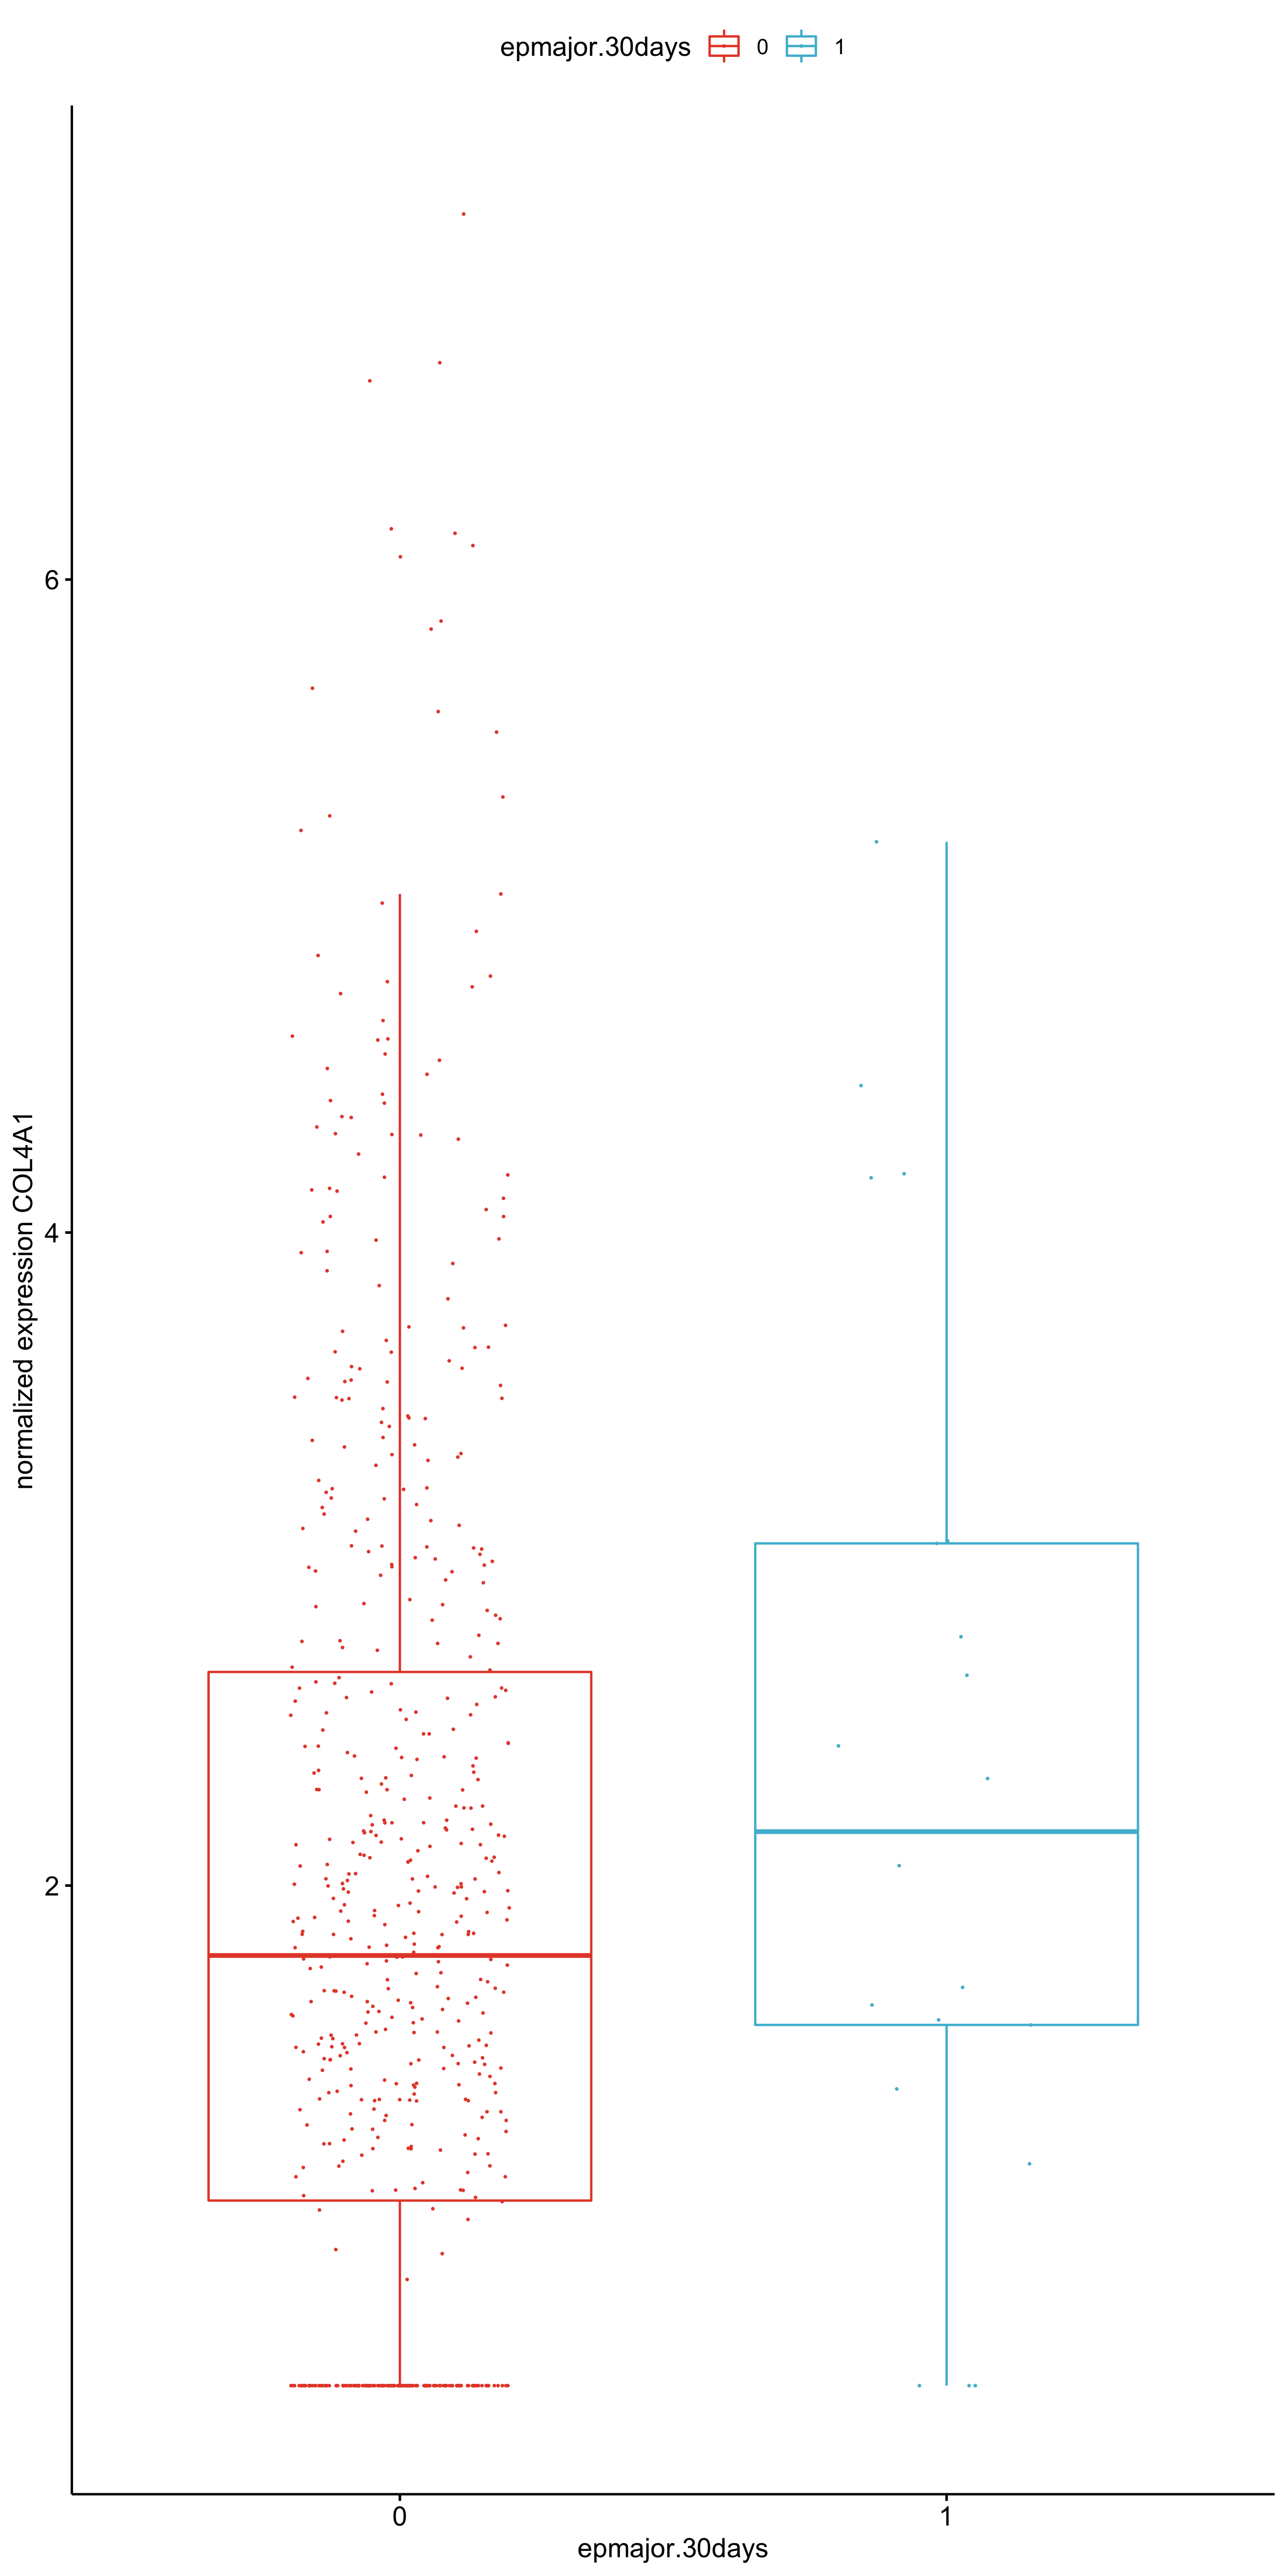 epmajor.30days 0 1
6
4
2
normalized expression COL4A1
0 1
epmajor.30days